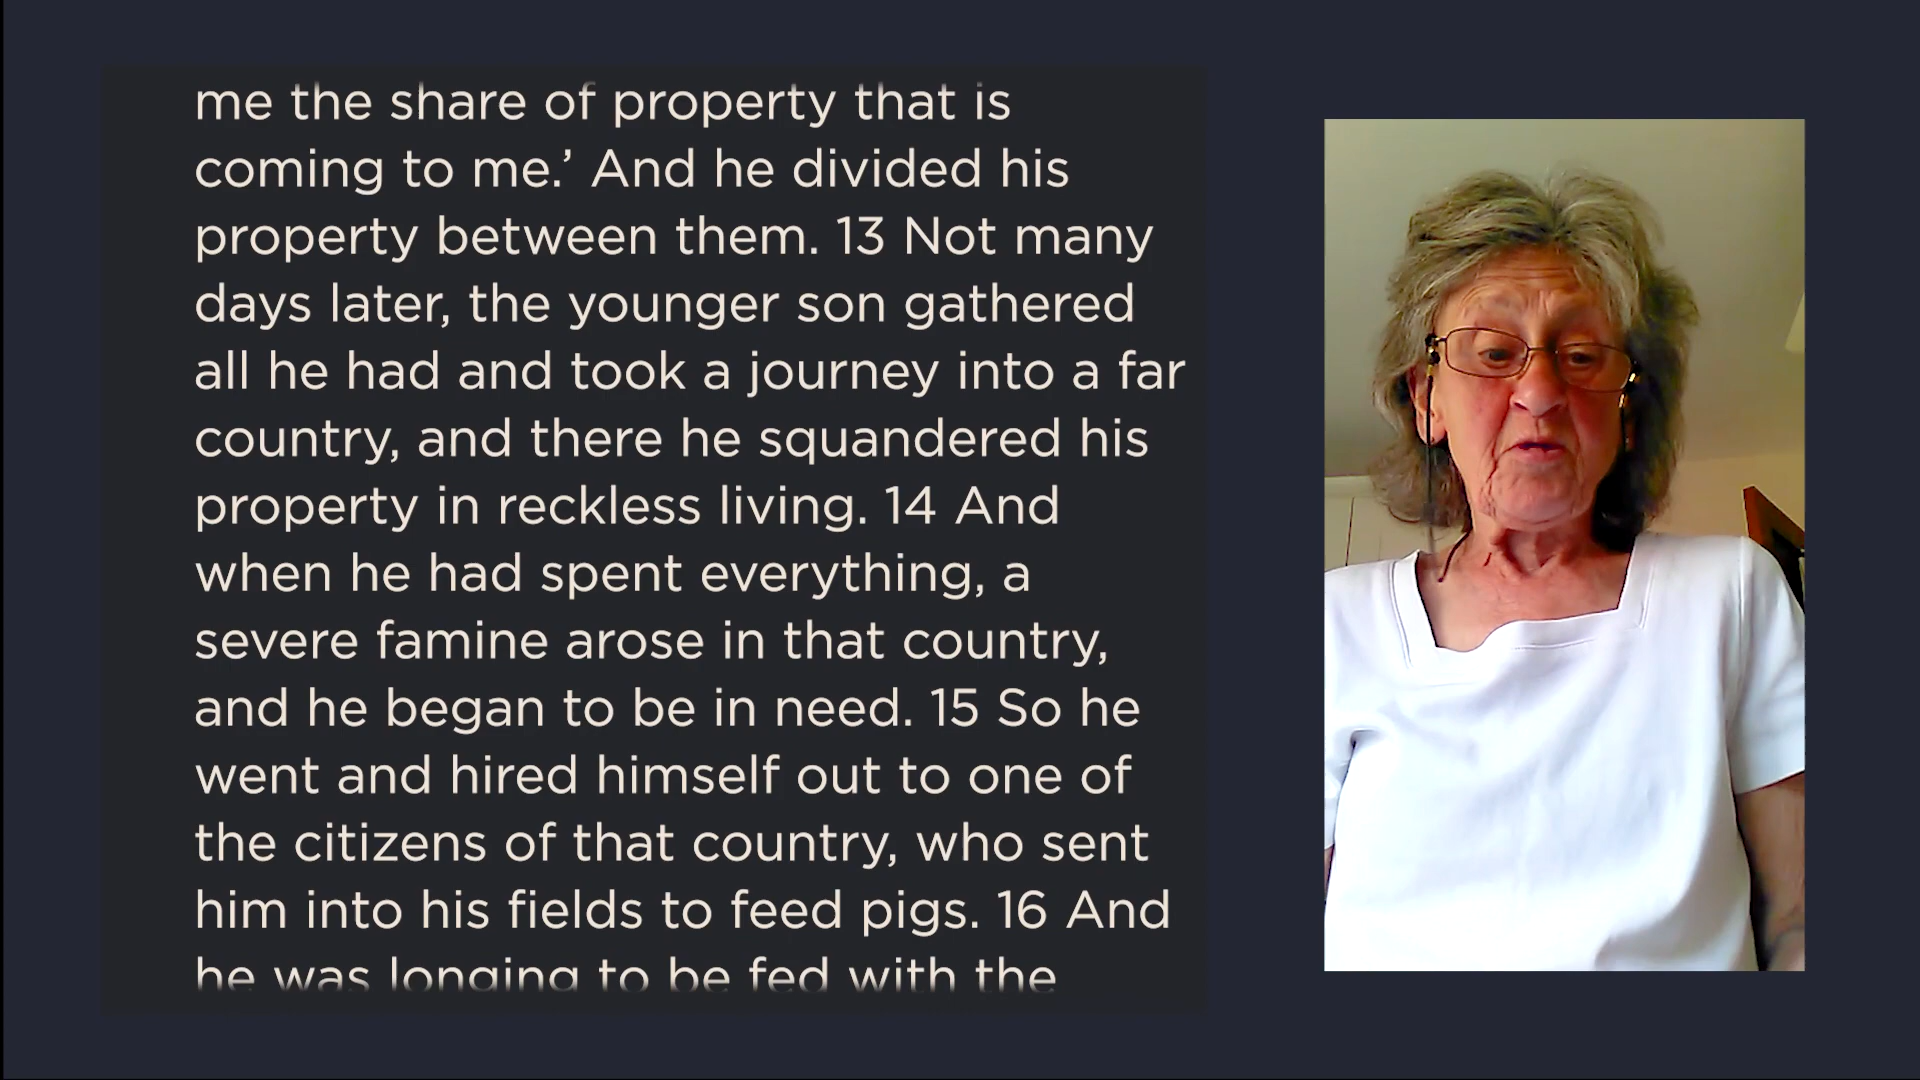 me the share of property that is
coming to me.’ And he divided his
property between them. 13 Not many
days later, the younger son gathered
all he had and took a journey into a far
country, and there he squandered his
property in reckless living. 14 And
when he had spent everything, a
severe famine arose in that country,
and he began to be in need. 15 So he
went and hired himself out to one of
the citizens of that country, who sent
him into his fields to feed pigs. 16 And
he was longing to be fed with the